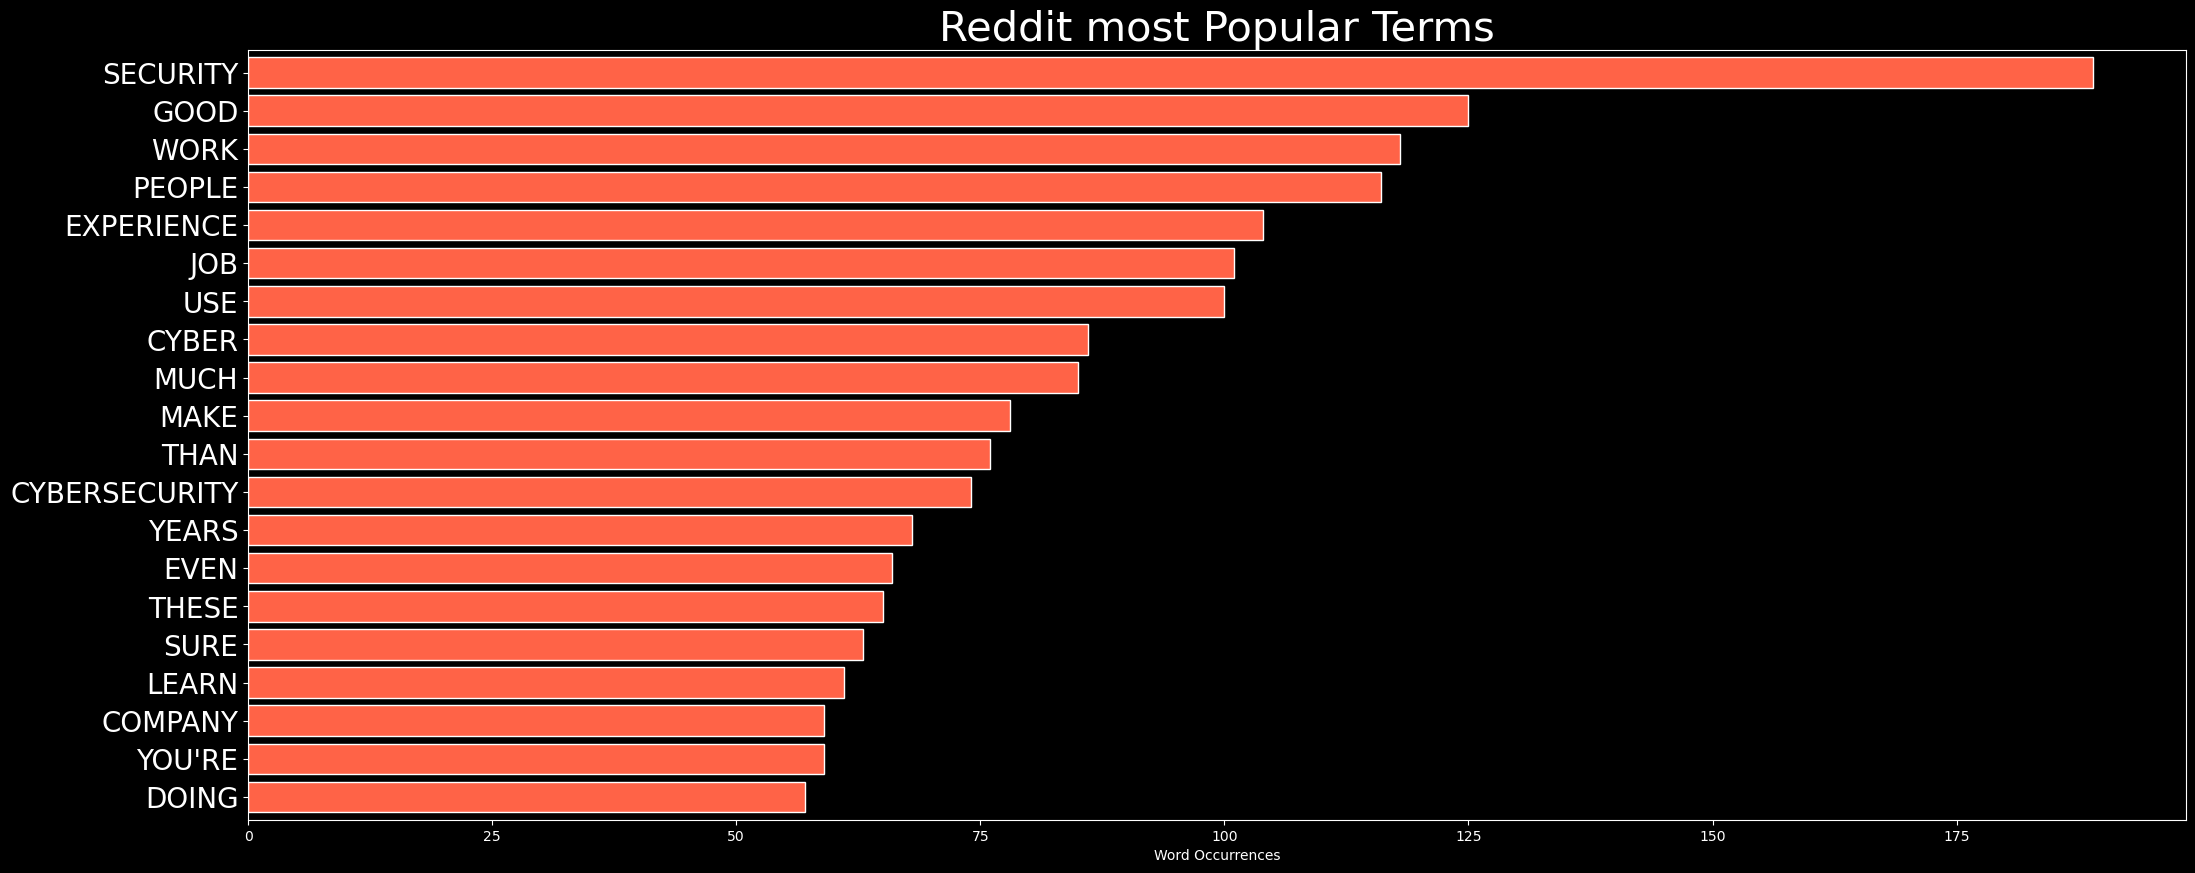 Reddit most Popular Terms
SECURITY
GOOD
WORK
PEOPLE
EXPERIENCE
JOB
USE
CYBER
MUCH
MAKE
THAN
CYBERSECURITY
YEARS
EVEN
THESE
SURE
LEARN
COMPANY
YOU'RE
DOING
0 25 50 75 100 125 150 175
Word Occurrences